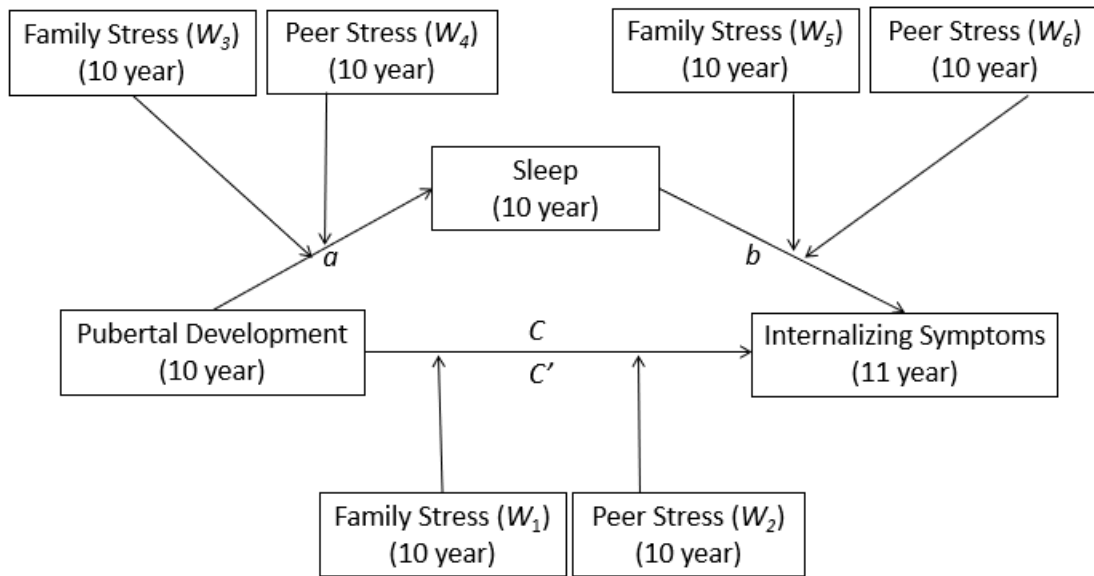 Family Stress (W3)
(10 year)
Peer Stress (W4)
(10 year)
Family Stress (W5)
(10 year)
Peer Stress (W6)
(10 year)
Sleep
(10 year)
a
b
Pubertal Development
(10 year)
C
C’
Internalizing Symptoms
(11 year)
Family Stress (W1)
(10 year)
Peer Stress (W2)
(10 year)